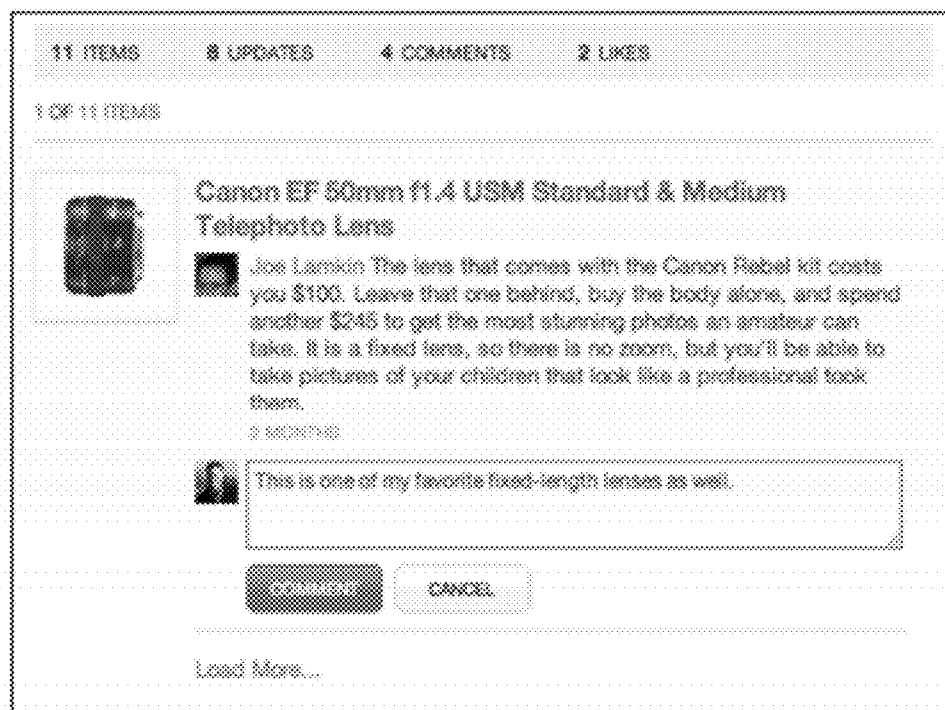 11 ITEMS 8 UPDATES 4 COMMENTS 2 LIKES
1 OF 11 ITEMS
Canon EF 50mm f1.4 USM Standard & Medium
Telephoto Lens
Joe Lamkin The lens that comes with the Canon Rebel kit costs
you $100. Leave that one behind, buy the body alone, and spend
another $245 to get the most stunning photos an amateur can
take. It is a fixed lens, so there is no zoom, but you'll be able to
take pictures of your children that look like a professional took
them.
MONTHS
This is one of my favorite fixed-length lenses as well.
CANCEL
Load More...